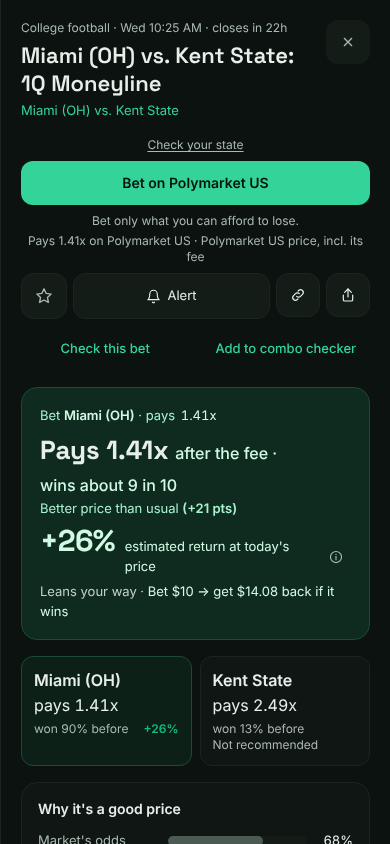 College football · Wed 10:25 AM · closes in 22h
Miami (OH) vs. Kent State:
1Q Moneyline
Miami (OH) vs. Kent State
Check your state
Bet on Polymarket US
Bet only what you can afford to lose.
Pays 1.41x on Polymarket US · Polymarket US price, incl. its
fee
Alert
Check this bet
Add to combo checker
Bet Miami (OH) · pays 1.41x
Pays 1.41x after the fee ·
wins about 9 in 10
Better price than usual (+21 pts)
+26% estimated return at today's
price
Leans your way · Bet $10 → get $14.08 back if it
wins
Miami (OH)
pays 1.41x
won 90% before +26%
Kent State
pays 2.49x
won 13% before
Not recommended
Why it's a good price
Market's odds 68%